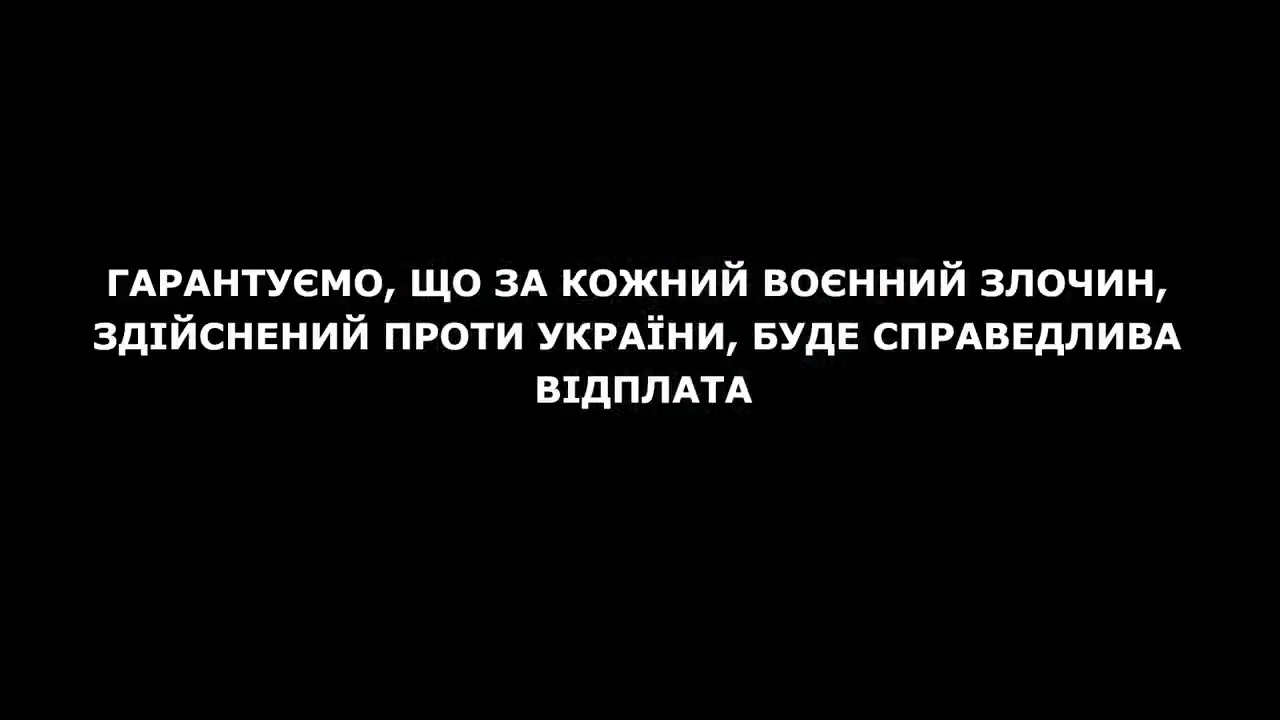 ГАРАНТУЄМО, ЩО ЗА КОЖНИЙ ВОЄННИЙ ЗЛОЧИН,
ЗДІЙСНЕНИЙ ПРОТИ УКРАЇНИ, БУДЕ СПРАВЕДЛИВА
ВІДПЛАТА